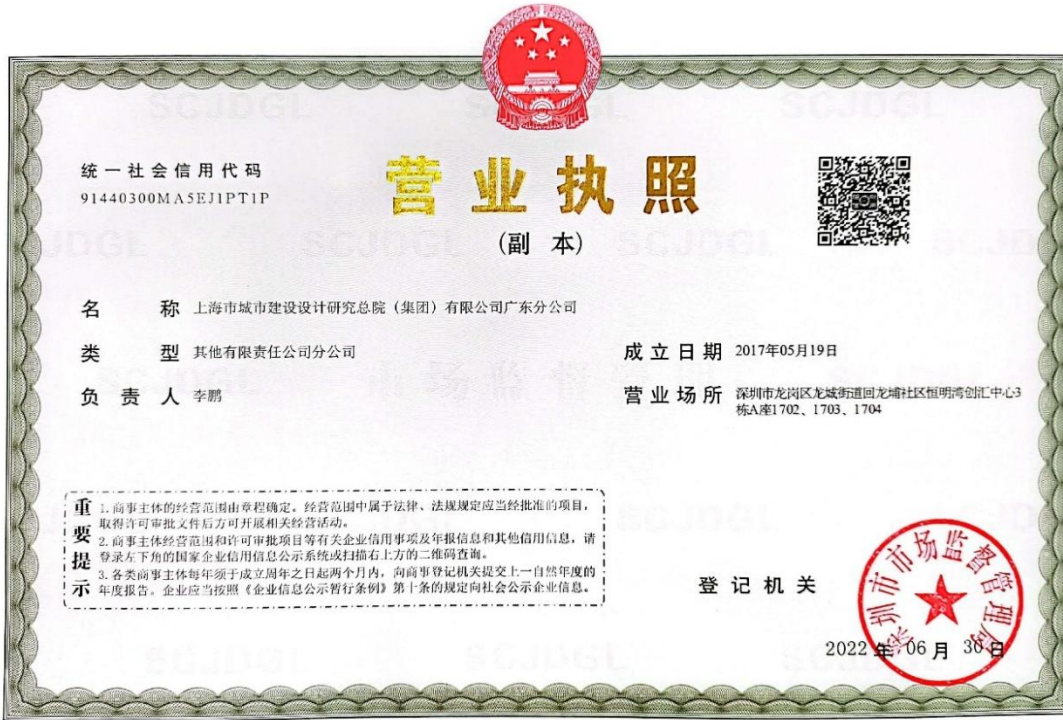 统一社会信用代码
91440300MA5EJ1PT1P
营业执照
(副 本)
名 称 上海市城市建设设计研究总院（集团）有限公司广东分公司
类 型 其他有限责任公司分公司
成立日期 2017年05月19日
负责人 李鹏
营业场所 深圳市龙岗区龙城街道回龙埔社区恒明湾创汇中心3
栋A座1702、1703、1704
重要提示
1. 商事主体的经营范围由章程确定。经营范围中属于法律、法规规定应当经批准的项目，
取得许可审批文件后方可开展相关经营活动。
2. 商事主体经营范围和许可审批项目等有关企业信用事项及年报信息和其他信用信息，请
登录左下角的国家企业信用信息公示系统或扫描右上方的二维码查询。
3. 各类商事主体每年须于成立周年之日起两个月内，向商事登记机关提交上一自然年度的
年度报告。企业应当按照《企业信息公示暂行条例》第十条的规定向社会公示企业信息。
登记机关
深圳市市场监督管理局
2022 年 06 月 30 日
SCJDGL